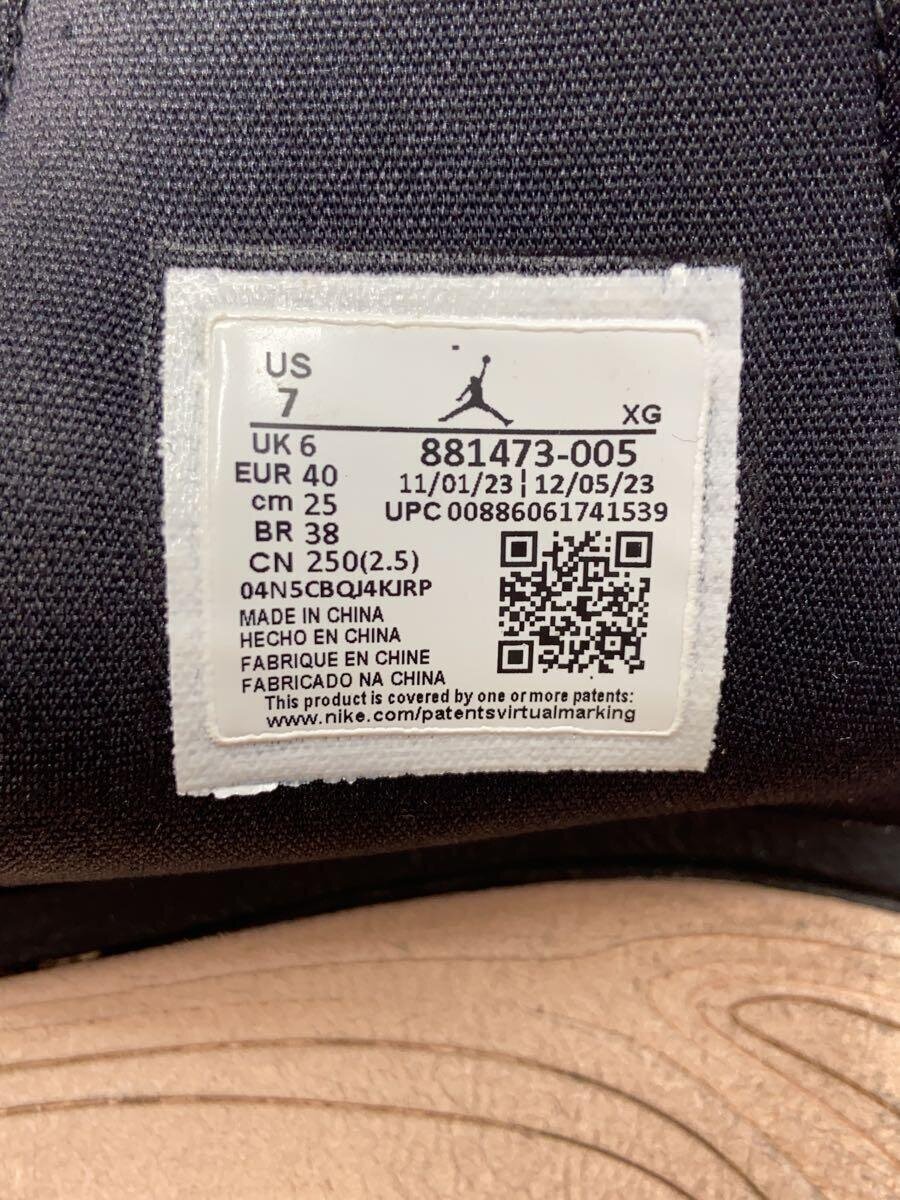 US
7
XG
UK 6
EUR 40
cm 25
BR 38
CN 250(2.5)
881473-005
11/01/23 | 12/05/23
UPC 00886061741539
04N5CBQJ4KJRP
MADE IN CHINA
HECHO EN CHINA
FABRIQUE EN CHINE
FABRICADO NA CHINA
This product is covered by one or more patents:
www.nike.com/patentsvirtualmarking